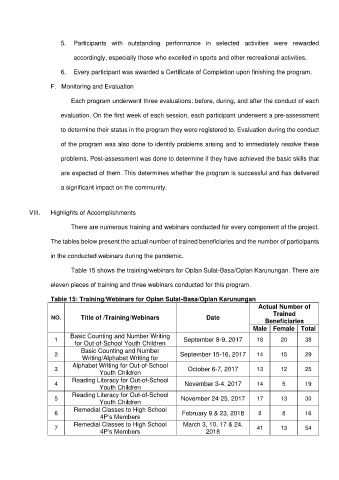 5. Participants with outstanding performance in selected activities were rewarded
accordingly, especially those who excelled in sports and other recreational activities.
6. Every participant was awarded a Certificate of Completion upon finishing the program.
F. Monitoring and Evaluation
Each program underwent three evaluations: before, during, and after the conduct of each
evaluation. On the first week of each session, each participant underwent a pre-assessment
to determine their status in the program they were registered to. Evaluation during the conduct
of the program was also done to identify problems arising and to immediately resolve these
problems. Post-assessment was done to determine if they have achieved the basic skills that
are expected of them. This determines whether the program is successful and has delivered
a significant impact on the community.
VIII. Highlights of Accomplishments
There are numerous training and webinars conducted for every component of the project.
The tables below present the actual number of trained beneficiaries and the number of participants
in the conducted webinars during the pandemic.
Table 15 shows the training/webinars for Oplan Sulat-Basa/Oplan Karunungan. There are
eleven pieces of training and three webinars conducted for this program.
Table 15: Training/Webinars for Oplan Sulat-Basa/Oplan Karunungan
NO. Title of /Training/Webinars Date Actual Number of Trained Beneficiaries
Male Female Total
1 Basic Counting and Number Writing for Out-of-School Youth Children September 8-9, 2017 18 20 38
2 Basic Counting and Number Writing/Alphabet Writing for September 15-16, 2017 14 15 29
3 Alphabet Writing for Out-of-School Youth Children October 6-7, 2017 13 12 25
4 Reading Literacy for Out-of-School Youth Children November 3-4, 2017 14 5 19
5 Reading Literacy for Out-of-School Youth Children November 24-25, 2017 17 13 30
6 Remedial Classes to High School 4P's Members February 9 & 23, 2018 8 8 16
7 Remedial Classes to High School 4P's Members March 3, 10, 17 & 24, 2018 41 13 54